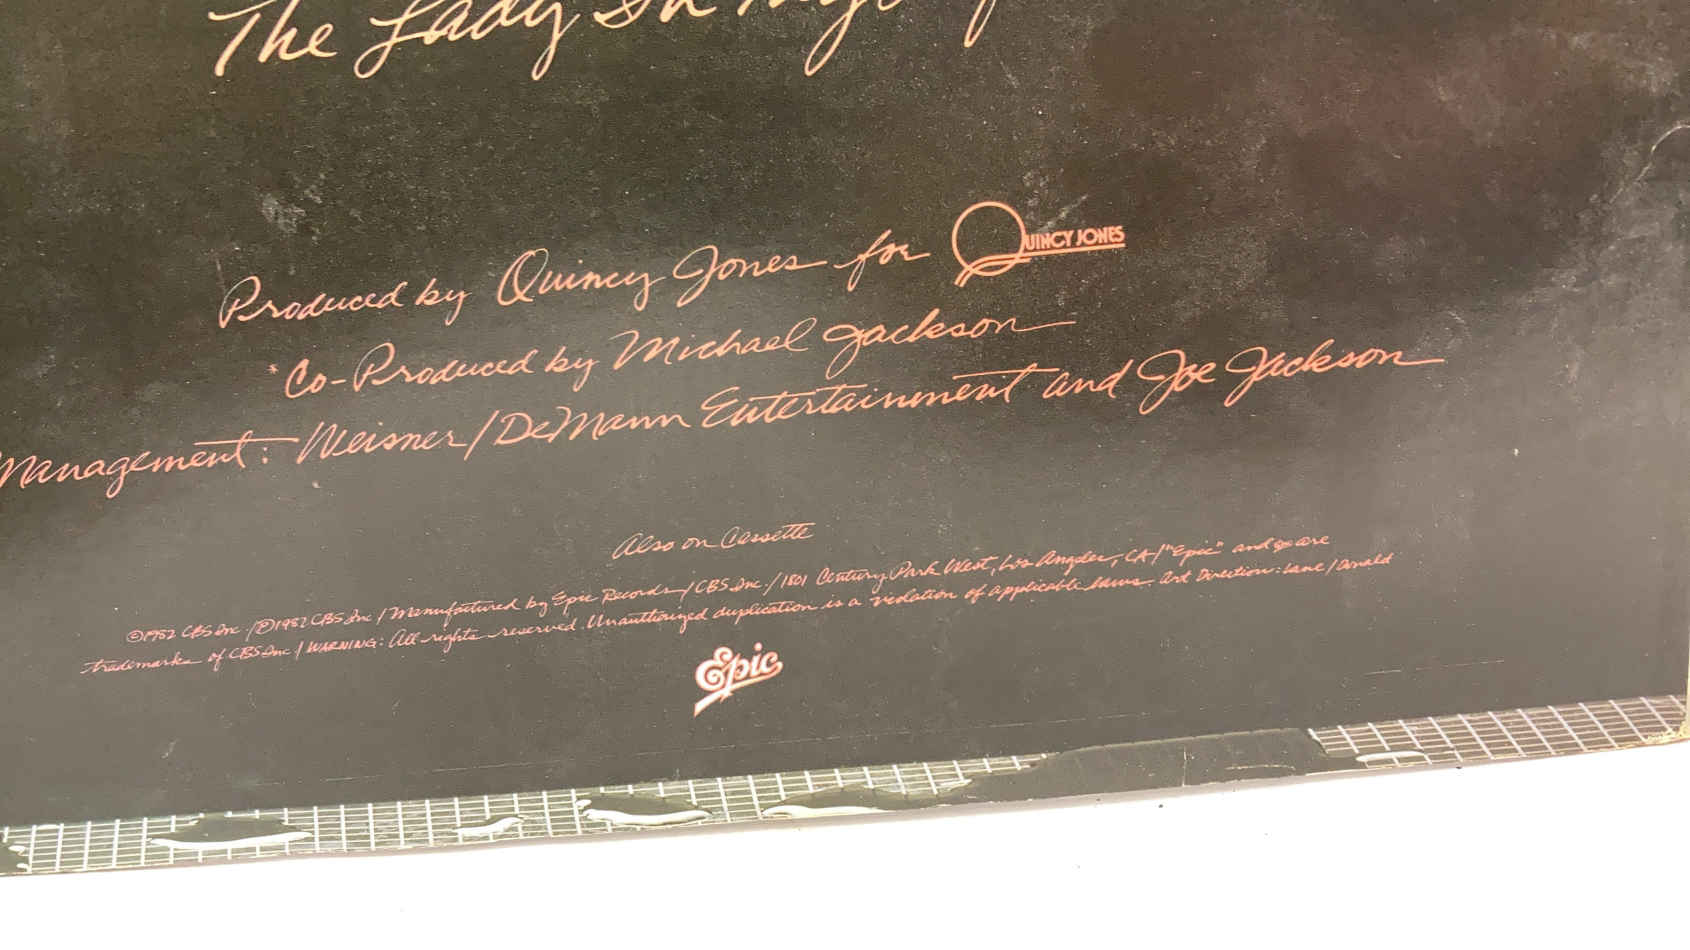 The Lady In My
Produced by Quincy Jones for QUINCY JONES
*Co-Produced by Michael Jackson
Management: Weisner/DeMann Entertainment and Joe Jackson
Also on Cassette
©1982 CBS Inc / ℗1982 CBS Inc / Manufactured by Epic Records / CBS Inc. / 1801 Century Park West, Los Angeles, CA / "Epic" and are
trademarks of CBS Inc / WARNING: All rights reserved. Unauthorized duplication is a violation of applicable laws. Art Direction: Lane / Donald
Epic